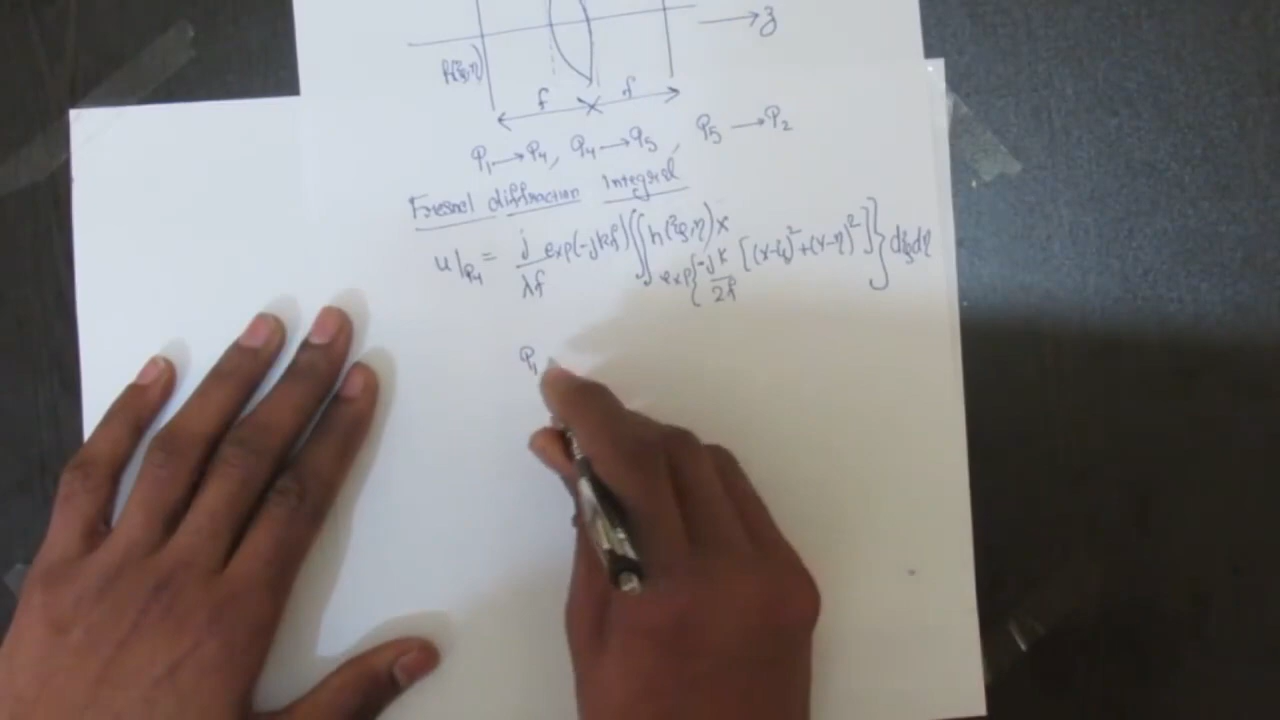 z
h(ξ,η)
f f
P₁→P₄, P₄→P₅, P₅→P₂
Fresnel diffraction Integral
u|P₄ = j/λf exp(-jkf) ∬ h(ξ,η) x
exp{-jk/2f [(x-ξ)²+(y-η)²]} dξdη
P₁